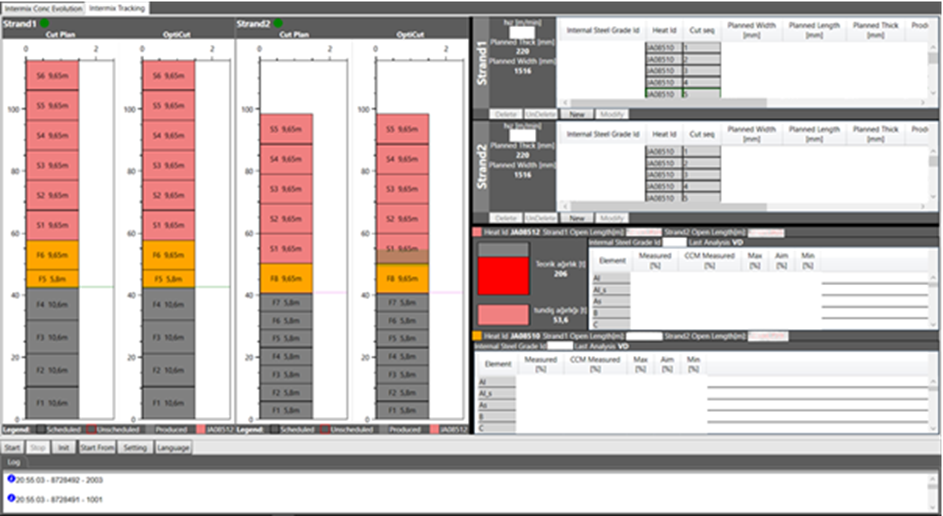 Intermix Conc Evolution Intermix Tracking
Strand1 Strand2
Cut Plan OptiCut Cut Plan OptiCut
0 2 0 2 0 2 0 2
S6 9,65m S6 9,65m
100 S5 9,65m 100 S5 9,65m 100 S5 9.65m 100 S5 9.65m
S4 9,65m S4 9,65m S4 9,65m S4 9,65m
80 S3 9,65m 80 S3 9,65m 80 S3 9,65m 80 S3 9,65m
S2 9,65m S2 9,65m S2 9,65m S2 9,65m
60 S1 9,65m 60 S1 9,65m 60 S1 9,65m 60 S1 9,65m
F6 9,65m F6 9,65m F8 9,65m F8 9,65m
F5 5,8m F5 5,8m
40 F4 10,6m 40 F4 10,6m 40 F7 5,8m 40 F7 5,8m
F6 5,8m F6 5,8m
F3 10,6m F3 10,6m F5 5,8m F5 5,8m
20 F2 10,6m 20 F2 10,6m 20 F4 5,8m 20 F4 5,8m
F3 5,8m F3 5,8m
F2 5,8m F2 5,8m
F1 10,6m F1 10,6m F1 5,8m F1 5,8m
0 0 0 0
Legend: Scheduled Unscheduled Produced JA08512 Legend: Scheduled Unscheduled Produced JA08512
Strand1
[m/min]
Planned Thick [mm]
220
Planned Width [mm]
1516
Internal Steel Grade Id Heat Id Cut seq Planned Width [mm] Planned Length [mm] Planned Thick [mm] Prod
JA08510 1
JA08510 2
JA08510 3
JA08510 4
JA08510 5
Delete UnDelete New Modify
Strand2
[m/min]
Planned Thick [mm]
220
Planned Width [mm]
1516
Internal Steel Grade Id Heat Id Cut seq Planned Width [mm] Planned Length [mm] Planned Thick [mm] Prod
JA08510 1
JA08510 2
JA08510 3
JA08510 4
JA08510 5
Delete UnDelete New Modify
Heat Id JA08512 Strand1 Open Length[m] Strand2 Open Length[m]
Internal Steel Grade Id Last Analysis VD
Teorik ağırlık [t]
206
53,6
Element Measured [%] CCM Measured [%] Max [%] Aim [%] Min [%]
Al
Al_s
As
B
C
Heat Id JA08510 Strand1 Open Length[m] Strand2 Open Length[m]
Internal Steel Grade Id Last Analysis VD
Element Measured [%] CCM Measured [%] Max [%] Aim [%] Min [%]
Al
Al_s
As
B
C
Start Stop Init Start From Setting Language
Log
20:55:03 - 8728492 - 2003
20:55:03 - 8728491 - 1001